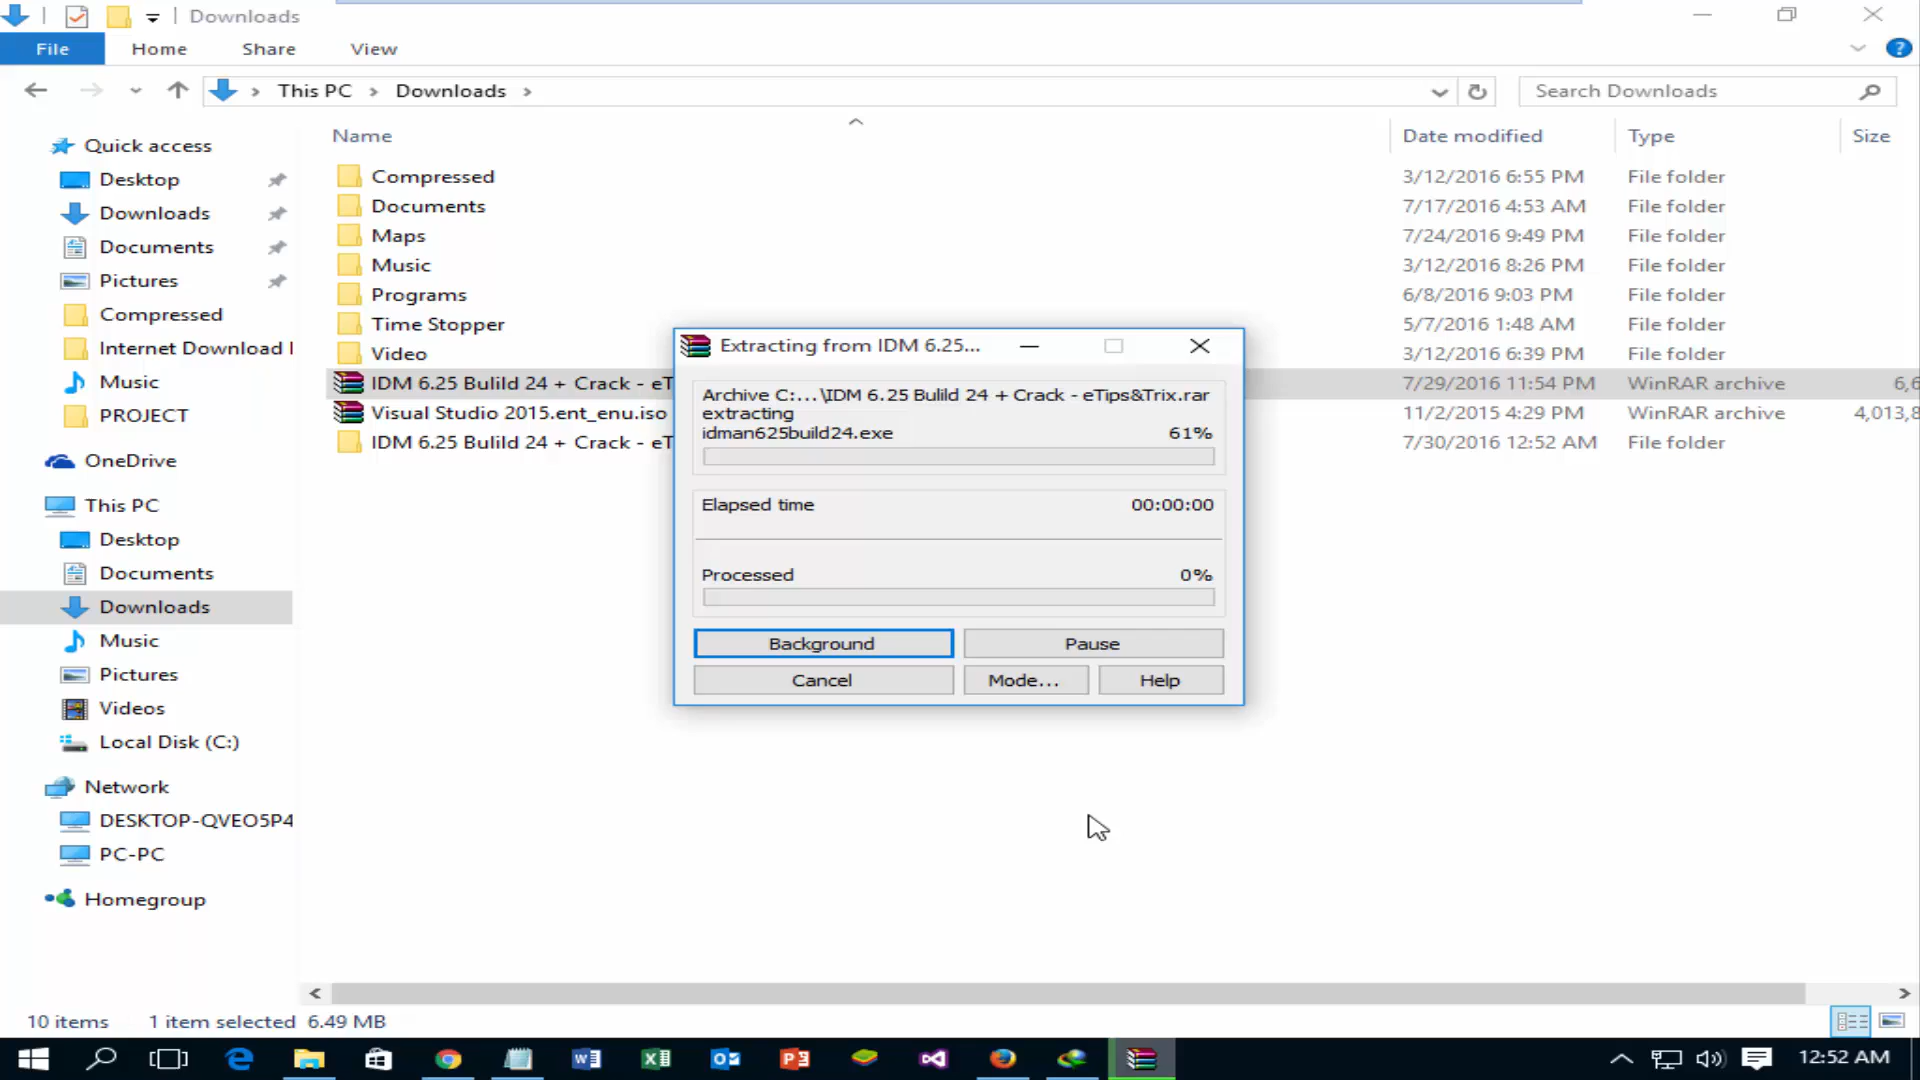 Downloads
File Home Share View
This PC > Downloads >
Search Downloads
Name Date modified Type Size
Quick access
Desktop
Downloads
Documents
Pictures
Compressed
Internet Download I
Music
PROJECT
OneDrive
This PC
Desktop
Documents
Downloads
Music
Pictures
Videos
Local Disk (C:)
Network
DESKTOP-QVEO5P4
PC-PC
Homegroup
Compressed 3/12/2016 6:55 PM File folder
Documents 7/17/2016 4:53 AM File folder
Maps 7/24/2016 9:49 PM File folder
Music 3/12/2016 8:26 PM File folder
Programs 6/8/2016 9:03 PM File folder
Time Stopper 5/7/2016 1:48 AM File folder
Video 3/12/2016 6:39 PM File folder
IDM 6.25 Bulild 24 + Crack - eT 7/29/2016 11:54 PM WinRAR archive 6,6
Visual Studio 2015.ent_enu.iso 11/2/2015 4:29 PM WinRAR archive 4,013,8
IDM 6.25 Bulild 24 + Crack - eT 7/30/2016 12:52 AM File folder
Extracting from IDM 6.25...
Archive C:...\IDM 6.25 Bulild 24 + Crack - eTips&Trix.rar
extracting
idman625build24.exe 61%
Elapsed time 00:00:00
Processed 0%
Background Pause
Cancel Mode... Help
10 items 1 item selected 6.49 MB
12:52 AM